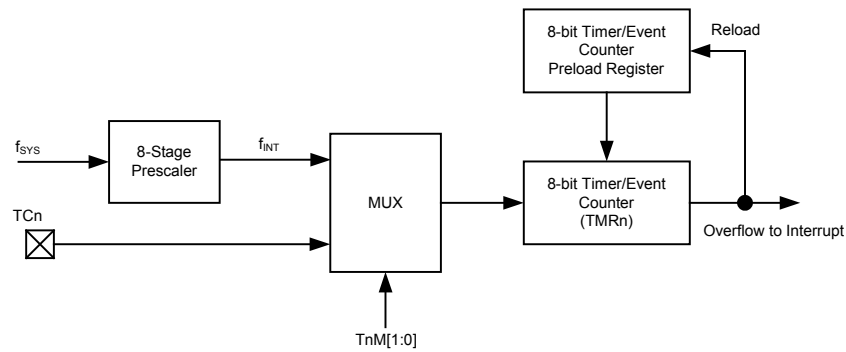 8-bit Timer/Event
Counter
Preload Register
Reload
fSYS
8-Stage
Prescaler
fINT
MUX
8-bit Timer/Event
Counter
(TMRn)
TCn
Overflow to Interrupt
TnM[1:0]